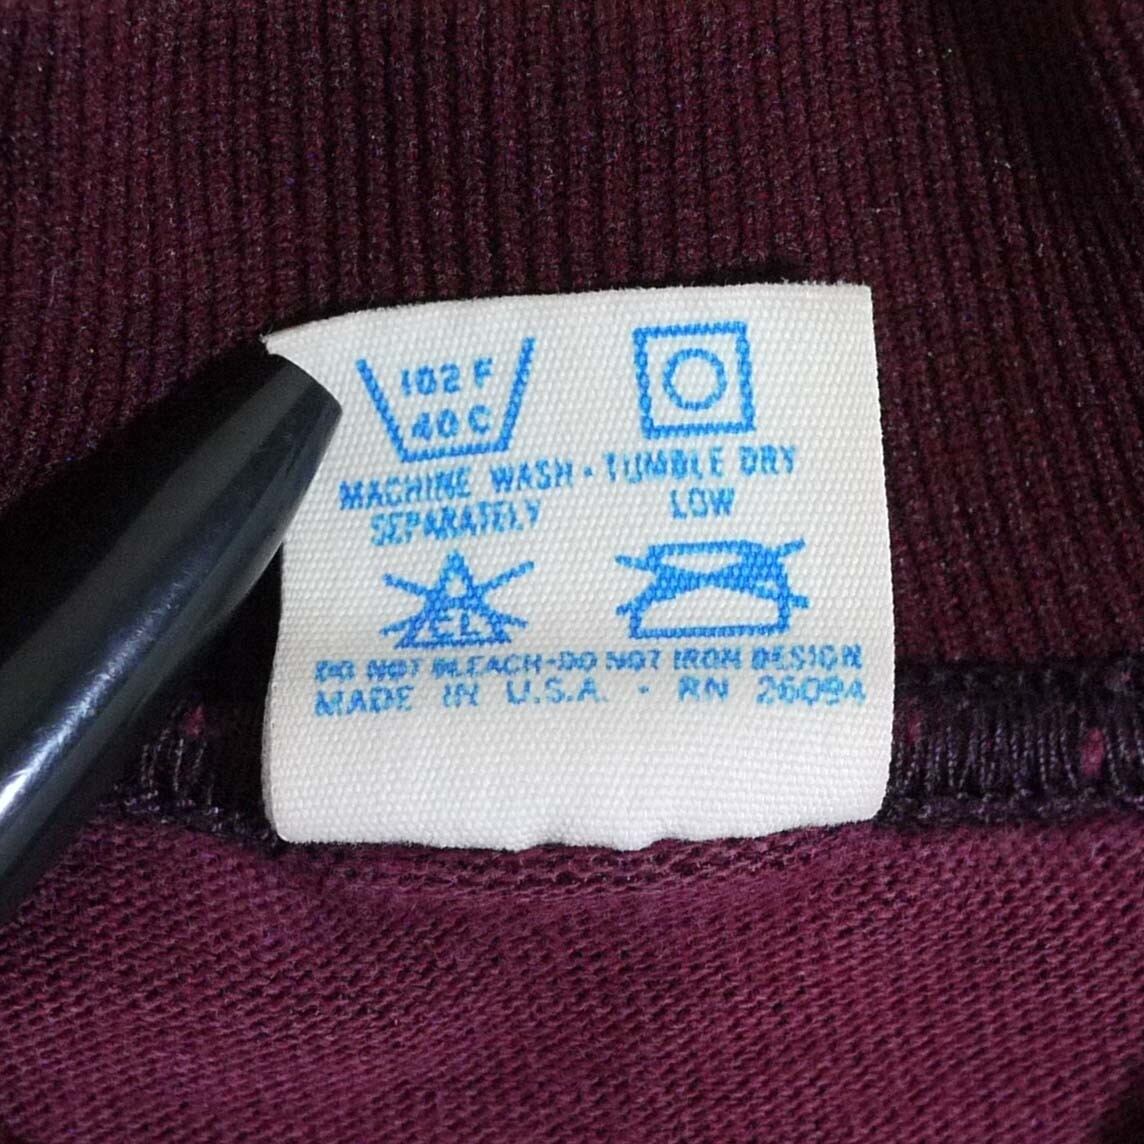 102 F
40 C
MACHINE WASH · TUMBLE DRY
SEPARATELY LOW
CL
DO NOT BLEACH-DO NOT IRON DESIGN
MADE IN U.S.A. · RN 26094